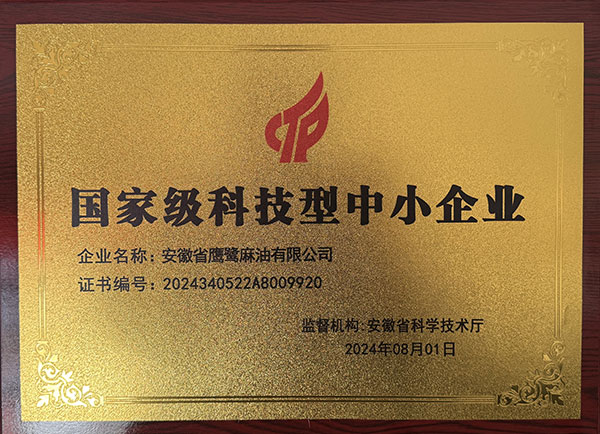 国家级科技型中小企业
企业名称：安徽省鹰鹭麻油有限公司
证书编号：2024340522A8009920
监督机构：安徽省科学技术厅
2024年08月01日